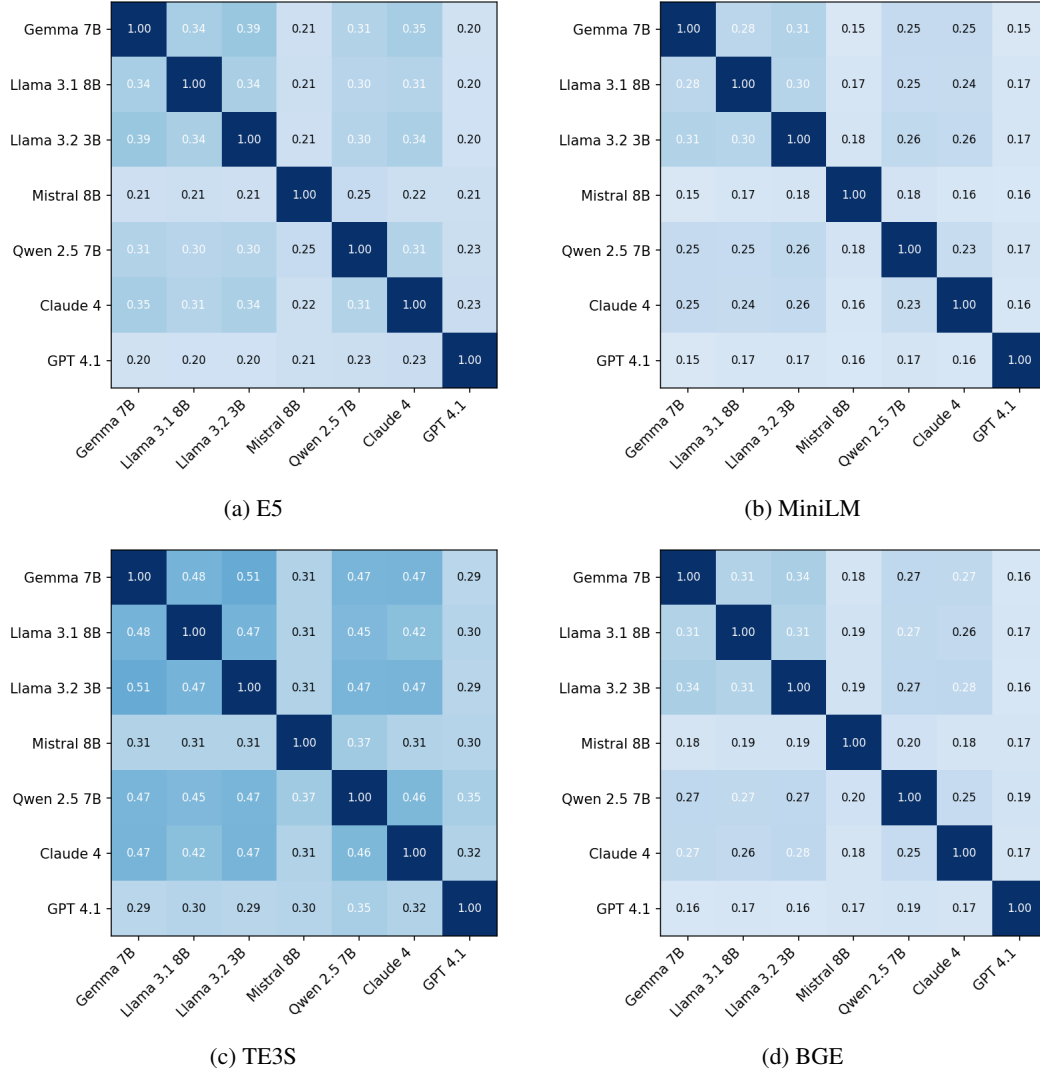 Gemma 7B 1.00 0.34 0.39 0.21 0.31 0.35 0.20
Llama 3.1 8B 0.34 1.00 0.34 0.21 0.30 0.31 0.20
Llama 3.2 3B 0.39 0.34 1.00 0.21 0.30 0.34 0.20
Mistral 8B 0.21 0.21 0.21 1.00 0.25 0.22 0.21
Qwen 2.5 7B 0.31 0.30 0.30 0.25 1.00 0.31 0.23
Claude 4 0.35 0.31 0.34 0.22 0.31 1.00 0.23
GPT 4.1 0.20 0.20 0.20 0.21 0.23 0.23 1.00
Gemma 7B Llama 3.1 8B Llama 3.2 3B Mistral 8B Qwen 2.5 7B Claude 4 GPT 4.1
(a) E5
Gemma 7B 1.00 0.28 0.31 0.15 0.25 0.25 0.15
Llama 3.1 8B 0.28 1.00 0.30 0.17 0.25 0.24 0.17
Llama 3.2 3B 0.31 0.30 1.00 0.18 0.26 0.26 0.17
Mistral 8B 0.15 0.17 0.18 1.00 0.18 0.16 0.16
Qwen 2.5 7B 0.25 0.25 0.26 0.18 1.00 0.23 0.17
Claude 4 0.25 0.24 0.26 0.16 0.23 1.00 0.16
GPT 4.1 0.15 0.17 0.17 0.16 0.17 0.16 1.00
Gemma 7B Llama 3.1 8B Llama 3.2 3B Mistral 8B Qwen 2.5 7B Claude 4 GPT 4.1
(b) MiniLM
Gemma 7B 1.00 0.48 0.51 0.31 0.47 0.47 0.29
Llama 3.1 8B 0.48 1.00 0.47 0.31 0.45 0.42 0.30
Llama 3.2 3B 0.51 0.47 1.00 0.31 0.47 0.47 0.29
Mistral 8B 0.31 0.31 0.31 1.00 0.37 0.31 0.30
Qwen 2.5 7B 0.47 0.45 0.47 0.37 1.00 0.46 0.35
Claude 4 0.47 0.42 0.47 0.31 0.46 1.00 0.32
GPT 4.1 0.29 0.30 0.29 0.30 0.35 0.32 1.00
Gemma 7B Llama 3.1 8B Llama 3.2 3B Mistral 8B Qwen 2.5 7B Claude 4 GPT 4.1
(c) TE3S
Gemma 7B 1.00 0.31 0.34 0.18 0.27 0.27 0.16
Llama 3.1 8B 0.31 1.00 0.31 0.19 0.27 0.26 0.17
Llama 3.2 3B 0.34 0.31 1.00 0.19 0.27 0.28 0.16
Mistral 8B 0.18 0.19 0.19 1.00 0.20 0.18 0.17
Qwen 2.5 7B 0.27 0.27 0.27 0.20 1.00 0.25 0.19
Claude 4 0.27 0.26 0.28 0.18 0.25 1.00 0.17
GPT 4.1 0.16 0.17 0.16 0.17 0.19 0.17 1.00
Gemma 7B Llama 3.1 8B Llama 3.2 3B Mistral 8B Qwen 2.5 7B Claude 4 GPT 4.1
(d) BGE